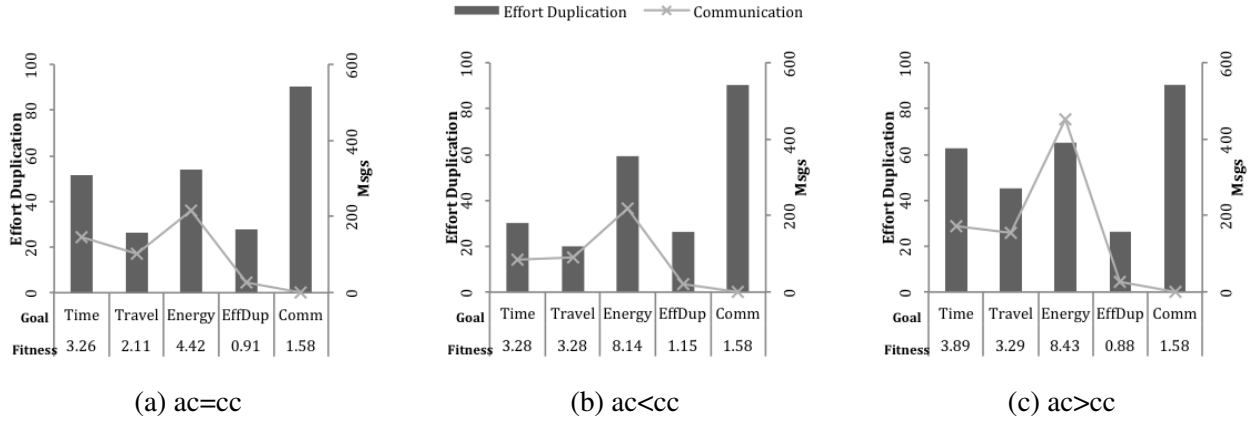 Effort Duplication Communication
Effort Duplication
100
80
60
40
20
0
600
400
200
0
Msgs
Goal Time Travel Energy EffDup Comm
Fitness 3.26 2.11 4.42 0.91 1.58
(a) ac=cc
Effort Duplication
100
80
60
40
20
0
600
400
200
0
Msgs
Goal Time Travel Energy EffDup Comm
Fitness 3.28 3.28 8.14 1.15 1.58
(b) ac<cc
Effort Duplication
100
80
60
40
20
0
600
400
200
0
Msgs
Goal Time Travel Energy EffDup Comm
Fitness 3.89 3.29 8.43 0.88 1.58
(c) ac>cc